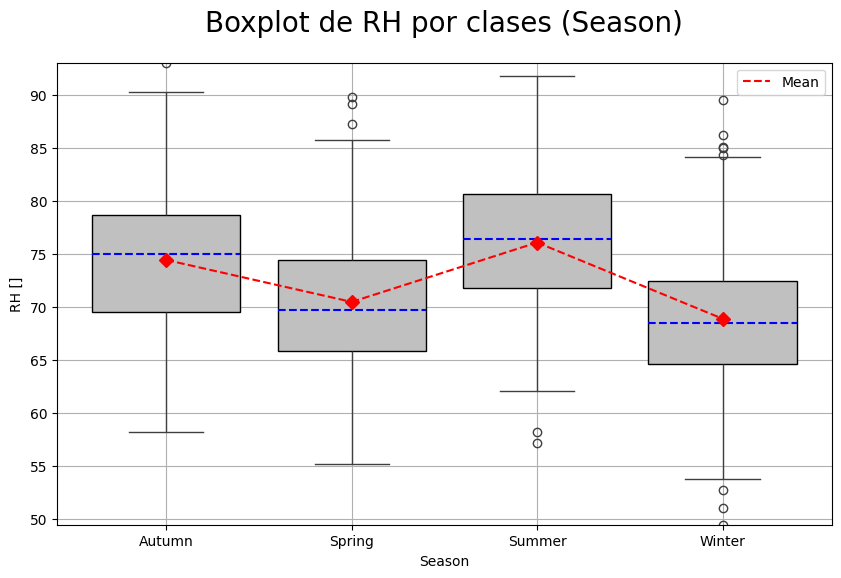 Boxplot de RH por clases (Season)
Mean
90
85
80
75
70
65
60
55
50
RH []
Autumn Spring Summer Winter
Season